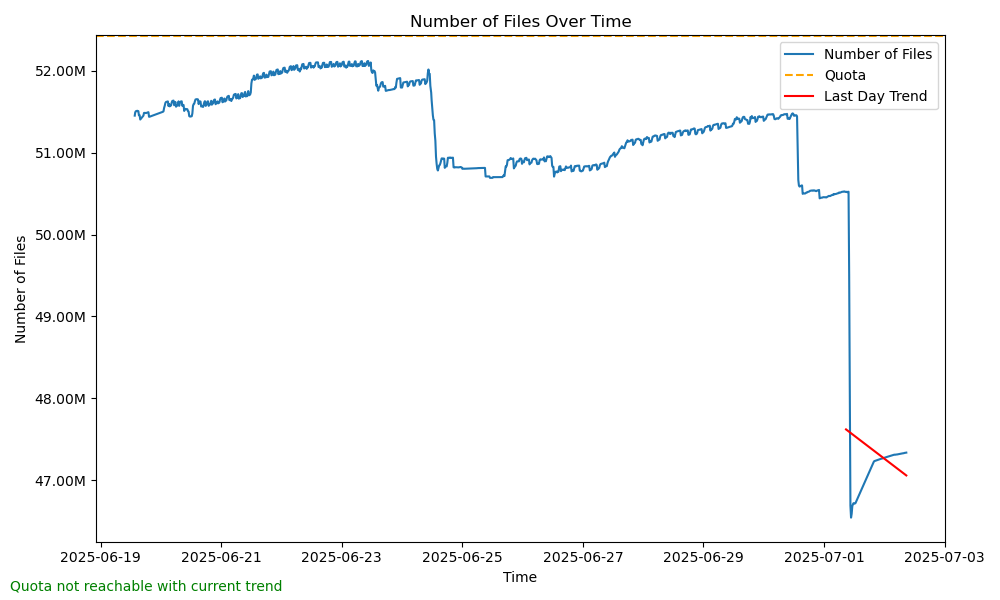 Number of Files Over Time
Number of Files
Quota
Last Day Trend
52.00M
51.00M
50.00M
49.00M
48.00M
47.00M
Number of Files
2025-06-19
2025-06-21
2025-06-23
2025-06-25
2025-06-27
2025-06-29
2025-07-01
2025-07-03
Time
Quota not reachable with current trend